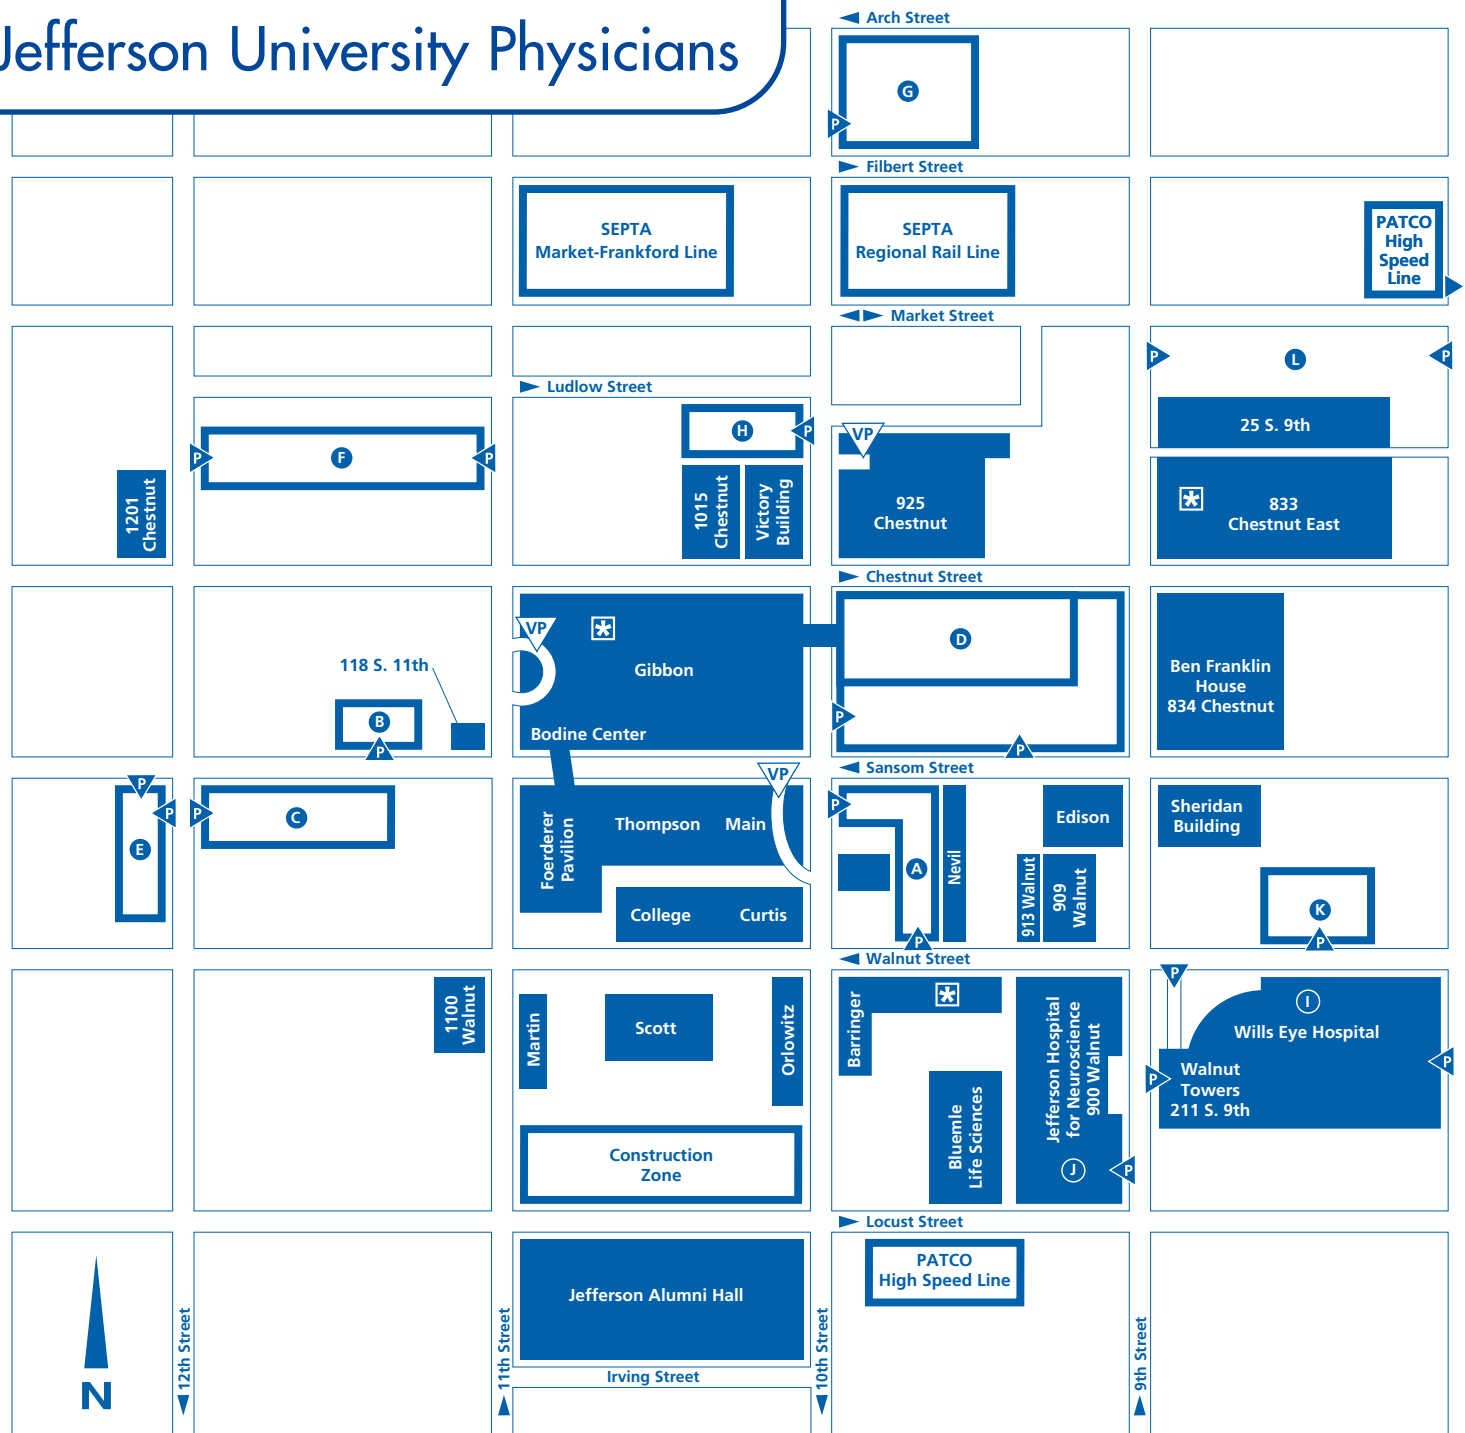 Jefferson University Physicians
Arch Street
G
P
Filbert Street
SEPTA
Market-Frankford Line
SEPTA
Regional Rail Line
PATCO
High
Speed
Line
Market Street
P
L
P
Ludlow Street
H
P
VP
25 S. 9th
P
F
P
1201
Chestnut
1015
Chestnut
Victory
Building
925
Chestnut
*
833
Chestnut East
Chestnut Street
VP
*
Gibbon
Bodine Center
D
P
P
Ben Franklin
House
834 Chestnut
118 S. 11th
B
P
Sansom Street
P
P
E
P
C
Foerderer
Pavilion
Thompson
Main
VP
College
Curtis
P
A
P
Nevil
Edison
913 Walnut
909
Walnut
Sheridan
Building
K
P
Walnut Street
1100
Walnut
Martin
Scott
Orlowitz
Barringer
*
Jefferson Hospital
for Neuroscience
900 Walnut
J
P
Bluemle
Life Sciences
P
I
Wills Eye Hospital
P
P
Walnut
Towers
211 S. 9th
Construction
Zone
Locust Street
PATCO
High Speed Line
Jefferson Alumni Hall
Irving Street
N
12th Street
11th Street
10th Street
9th Street